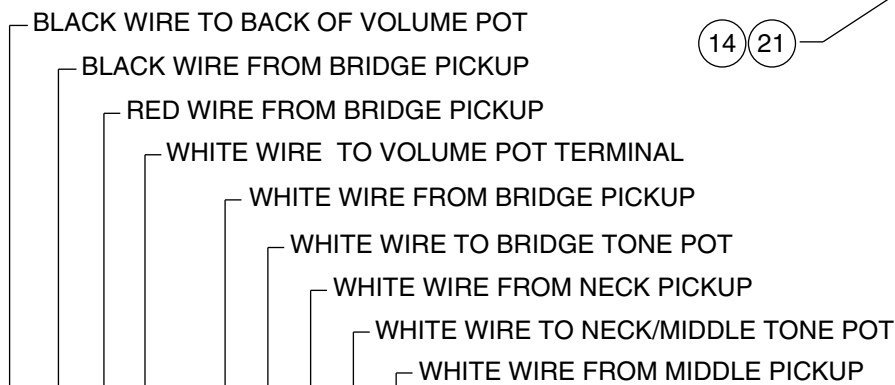 BLACK WIRE TO BACK OF VOLUME POT
14 21
BLACK WIRE FROM BRIDGE PICKUP
RED WIRE FROM BRIDGE PICKUP
WHITE WIRE TO VOLUME POT TERMINAL
WHITE WIRE FROM BRIDGE PICKUP
WHITE WIRE TO BRIDGE TONE POT
WHITE WIRE FROM NECK PICKUP
WHITE WIRE TO NECK/MIDDLE TONE POT
WHITE WIRE FROM MIDDLE PICKUP